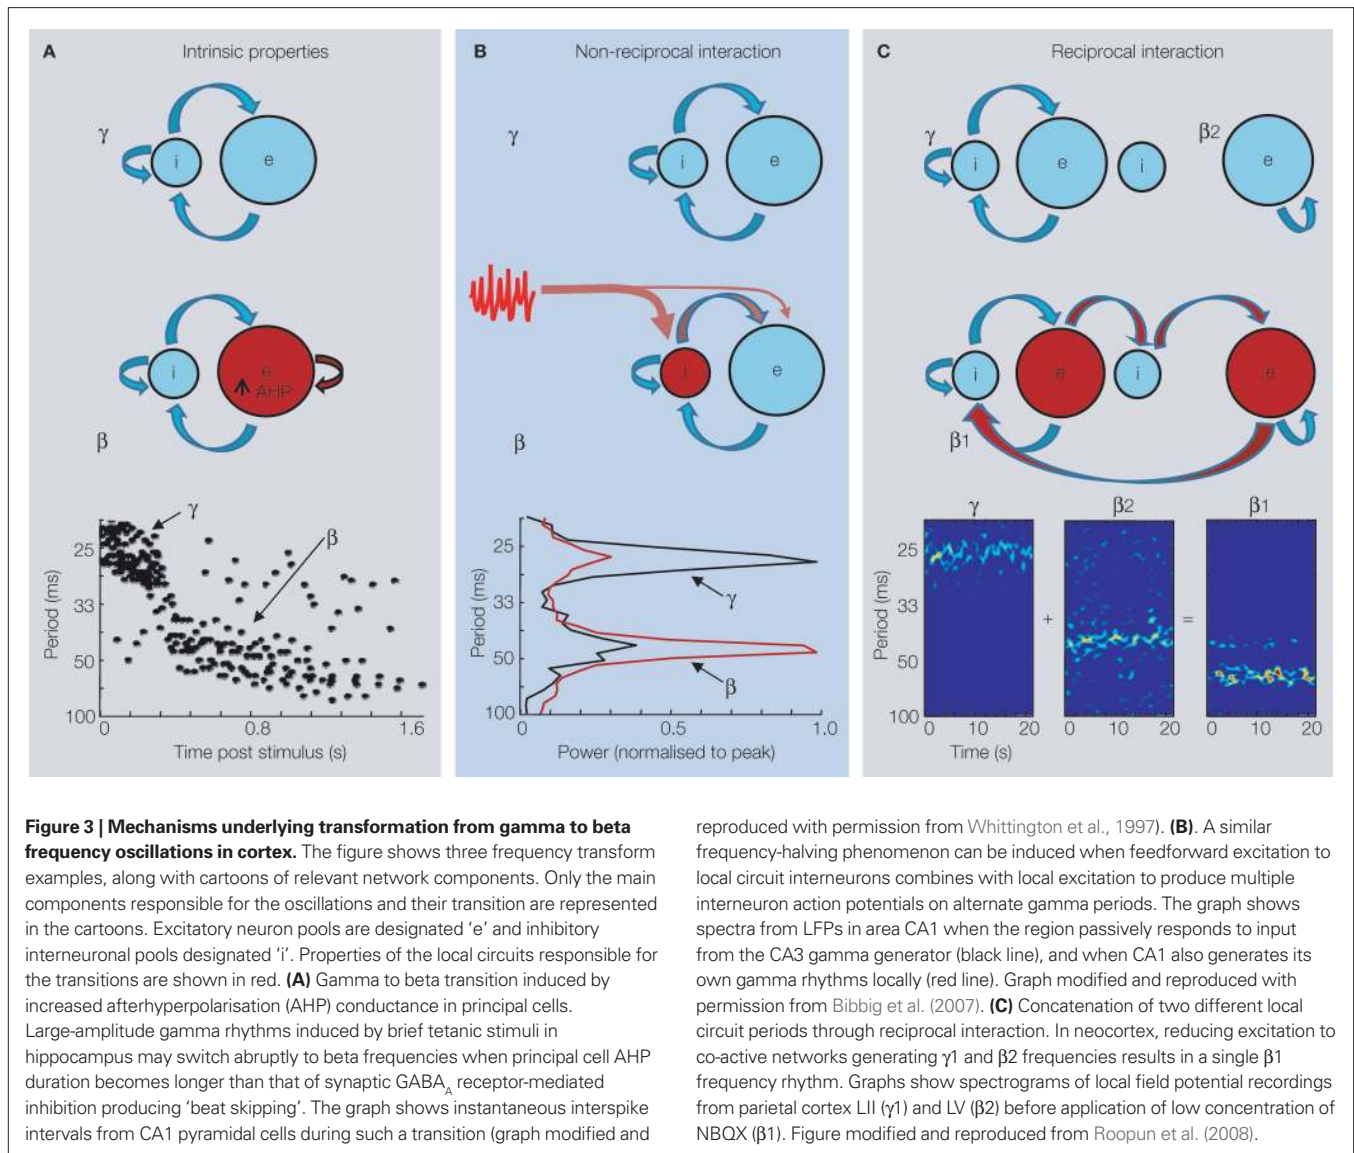 A Intrinsic properties
γ
i
e
i
e
AHP
β
γ
β
25
33
50
100
Period (ms)
0 0.8 1.6
Time post stimulus (s)
B Non-reciprocal interaction
γ
i
e
i
e
β
25
33
50
100
Period (ms)
γ
β
0 0.5 1.0
Power (normalised to peak)
C Reciprocal interaction
γ
i
e
i
β2
e
i
e
i
e
β1
γ β2 β1
25
33
50
100
Period (ms)
+ =
0 10 20 0 10 20 0 10 20
Time (s)
Figure 3 | Mechanisms underlying transformation from gamma to beta
frequency oscillations in cortex. The figure shows three frequency transform
examples, along with cartoons of relevant network components. Only the main
components responsible for the oscillations and their transition are represented
in the cartoons. Excitatory neuron pools are designated ‘e’ and inhibitory
interneuronal pools designated ‘i’. Properties of the local circuits responsible for
the transitions are shown in red. (A) Gamma to beta transition induced by
increased afterhyperpolarisation (AHP) conductance in principal cells.
Large-amplitude gamma rhythms induced by brief tetanic stimuli in
hippocampus may switch abruptly to beta frequencies when principal cell AHP
duration becomes longer than that of synaptic GABAA receptor-mediated
inhibition producing ‘beat skipping’. The graph shows instantaneous interspike
intervals from CA1 pyramidal cells during such a transition (graph modified and
reproduced with permission from Whittington et al., 1997). (B). A similar
frequency-halving phenomenon can be induced when feedforward excitation to
local circuit interneurons combines with local excitation to produce multiple
interneuron action potentials on alternate gamma periods. The graph shows
spectra from LFPs in area CA1 when the region passively responds to input
from the CA3 gamma generator (black line), and when CA1 also generates its
own gamma rhythms locally (red line). Graph modified and reproduced with
permission from Bibbig et al. (2007). (C) Concatenation of two different local
circuit periods through reciprocal interaction. In neocortex, reducing excitation to
co-active networks generating γ1 and β2 frequencies results in a single β1
frequency rhythm. Graphs show spectrograms of local field potential recordings
from parietal cortex LII (γ1) and LV (β2) before application of low concentration of
NBQX (β1). Figure modified and reproduced from Roopun et al. (2008).